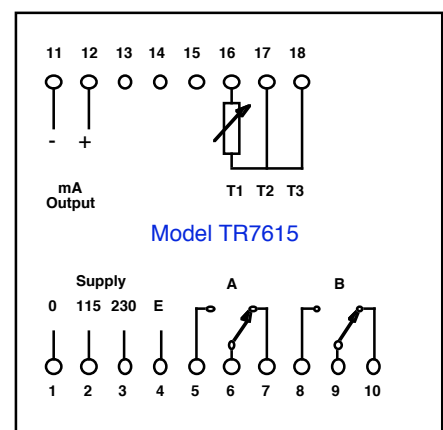 11 12 13 14 15 16 17 18
- +
mA
Output
T1 T2 T3
Model TR7615
Supply
A B
0 115 230 E
1 2 3 4 5 6 7 8 9 10